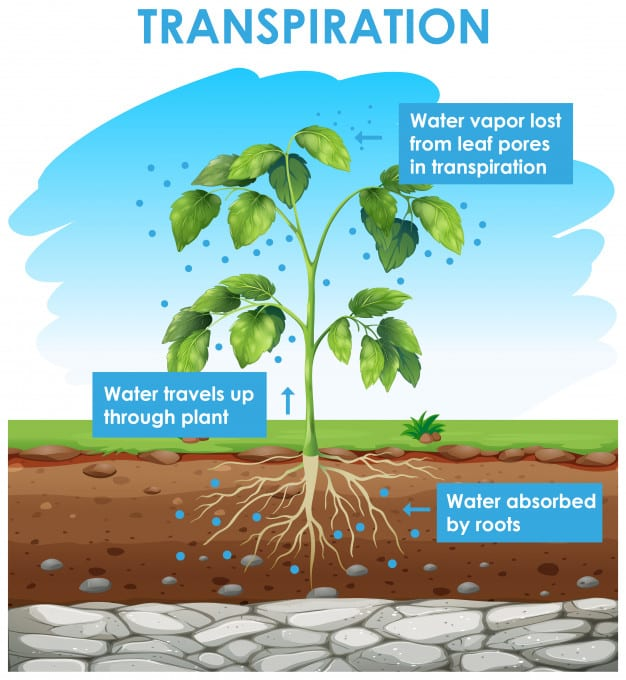 TRANSPIRATION
Water vapor lost
from leaf pores
in transpiration
Water travels up
through plant
Water absorbed
by roots